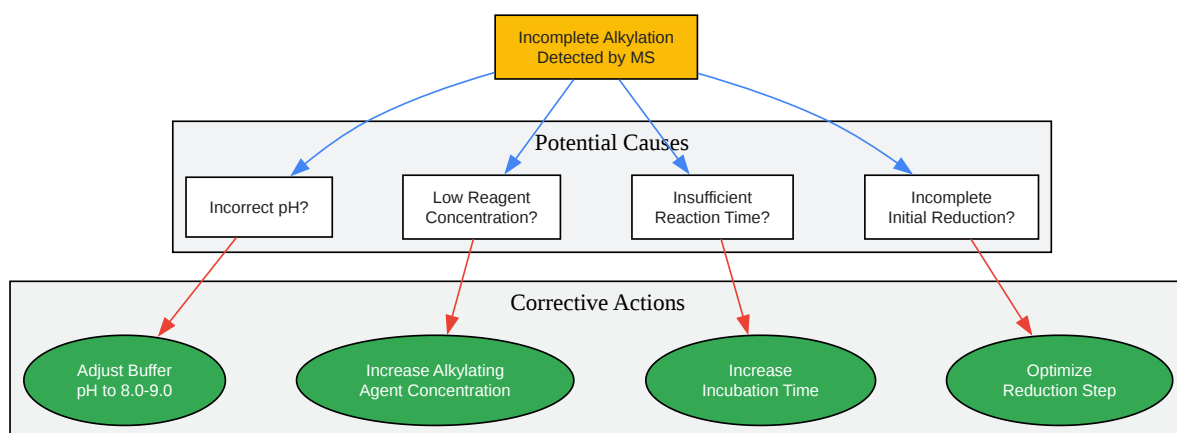 Incomplete Alkylation
Detected by MS
Potential Causes
Incorrect pH?
Low Reagent
Concentration?
Insufficient
Reaction Time?
Incomplete
Initial Reduction?
Corrective Actions
Adjust Buffer
pH to 8.0-9.0
Increase Alkylating
Agent Concentration
Increase
Incubation Time
Optimize
Reduction Step